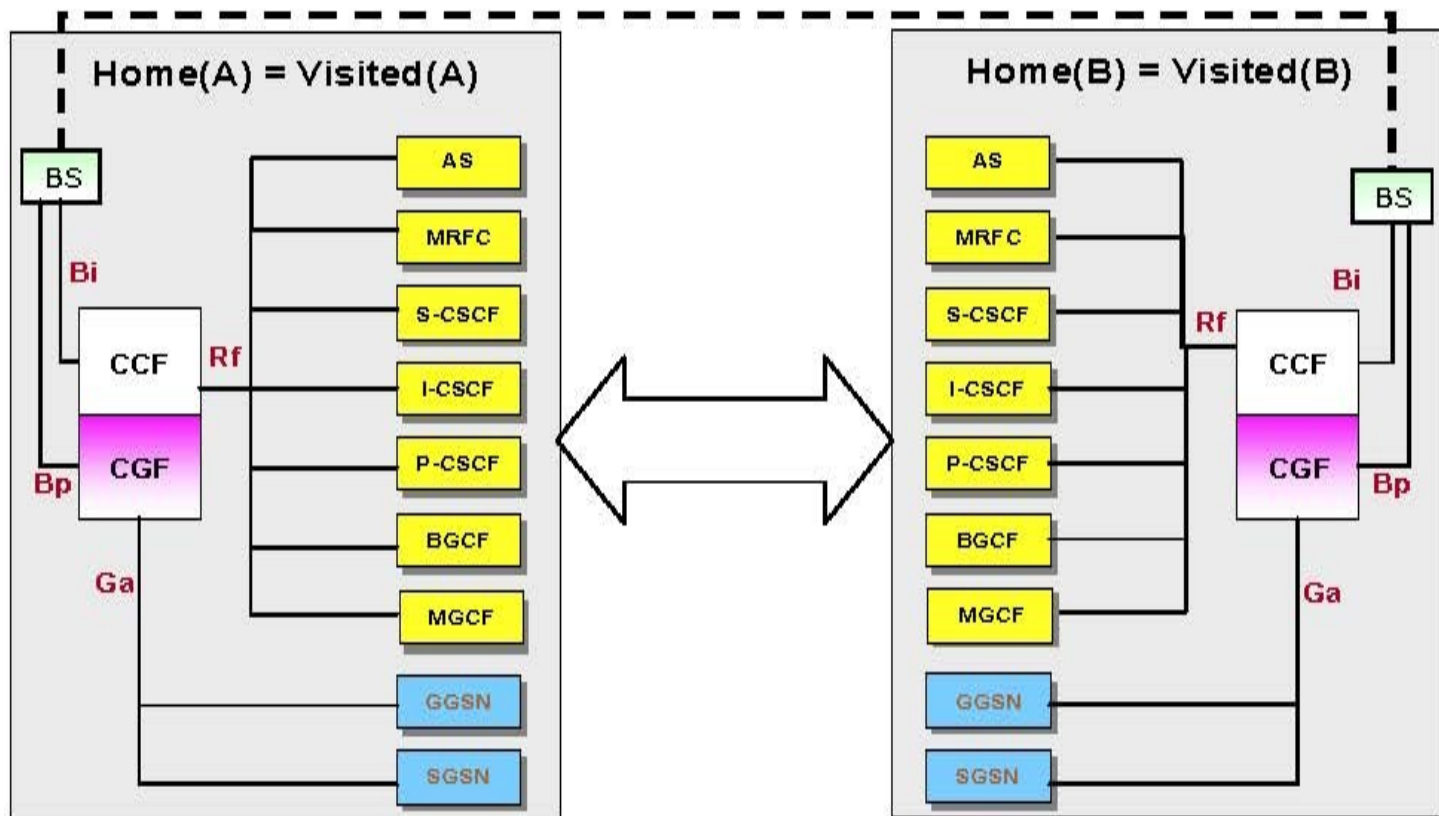 Home(A) = Visited(A)
BS
Bi
CCF
Rf
CGF
Bp
Ga
AS
MRFC
S-CSCF
I-CSCF
P-CSCF
BGCF
MGCF
GGSN
SGSN
Home(B) = Visited(B)
AS
MRFC
S-CSCF
I-CSCF
P-CSCF
BGCF
MGCF
GGSN
SGSN
BS
Bi
Rf
CCF
CGF
Bp
Ga